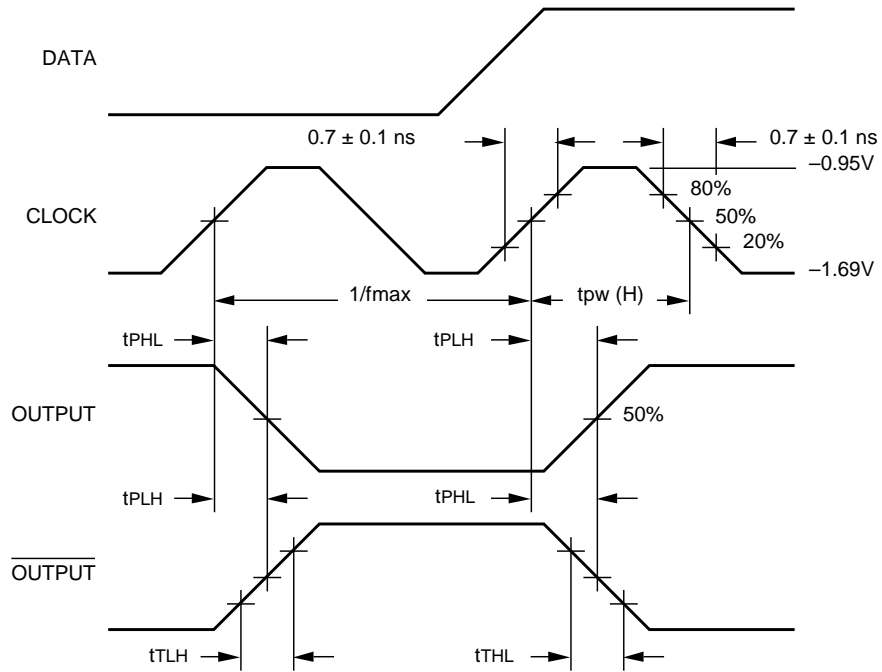 DATA
0.7 ± 0.1 ns
0.7 ± 0.1 ns
–0.95V
80%
CLOCK
50%
20%
–1.69V
1/fmax
tpw (H)
tPHL
tPLH
OUTPUT
50%
tPLH
tPHL
OUTPUT
tTLH
tTHL